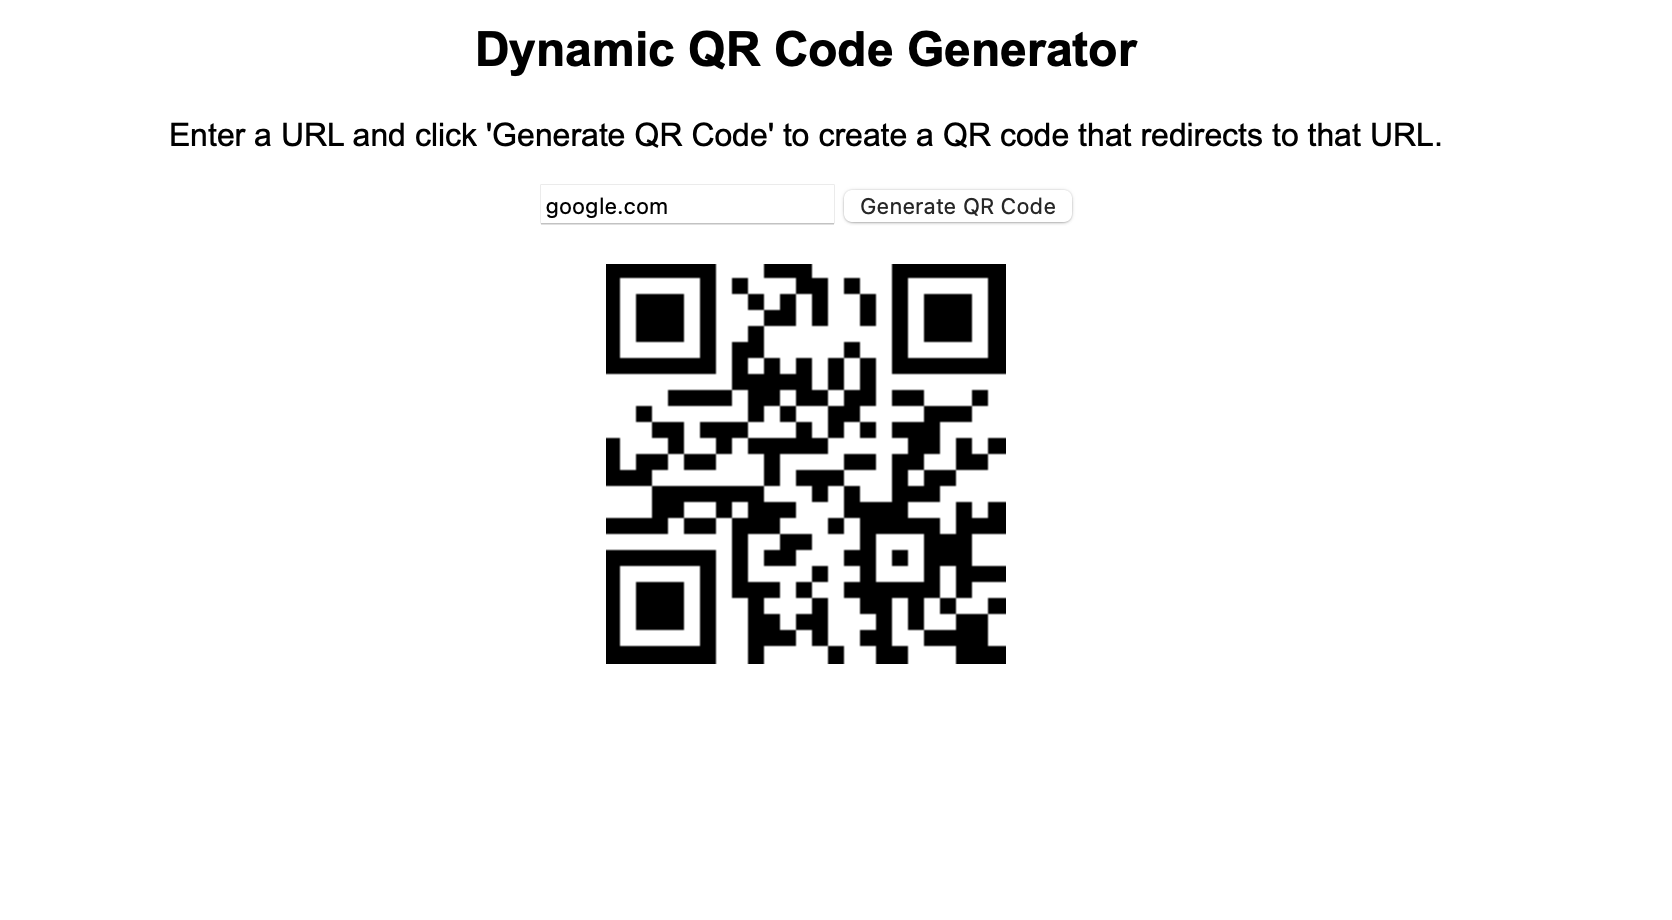 Dynamic QR Code Generator
Enter a URL and click 'Generate QR Code' to create a QR code that redirects to that URL.
google.com
Generate QR Code